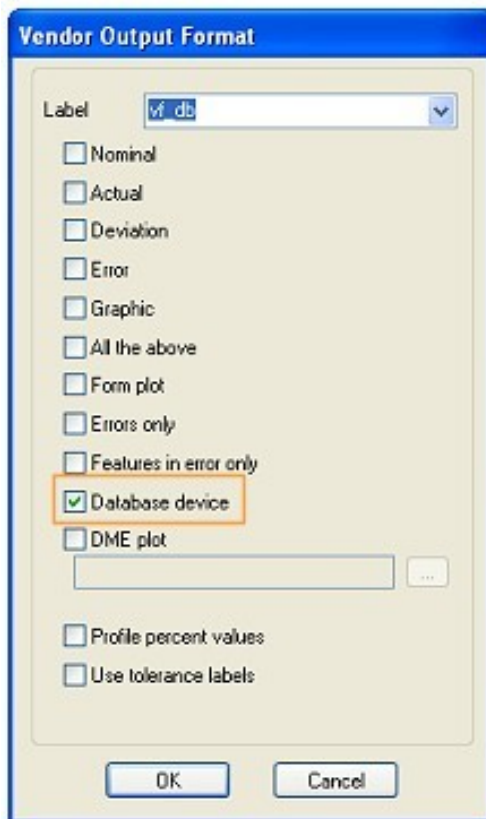 Vendor Output Format
Label vf_db
Nominal
Actual
Deviation
Error
Graphic
All the above
Form plot
Errors only
Features in error only
Database device
DME plot
...
Profile percent values
Use tolerance labels
OK Cancel